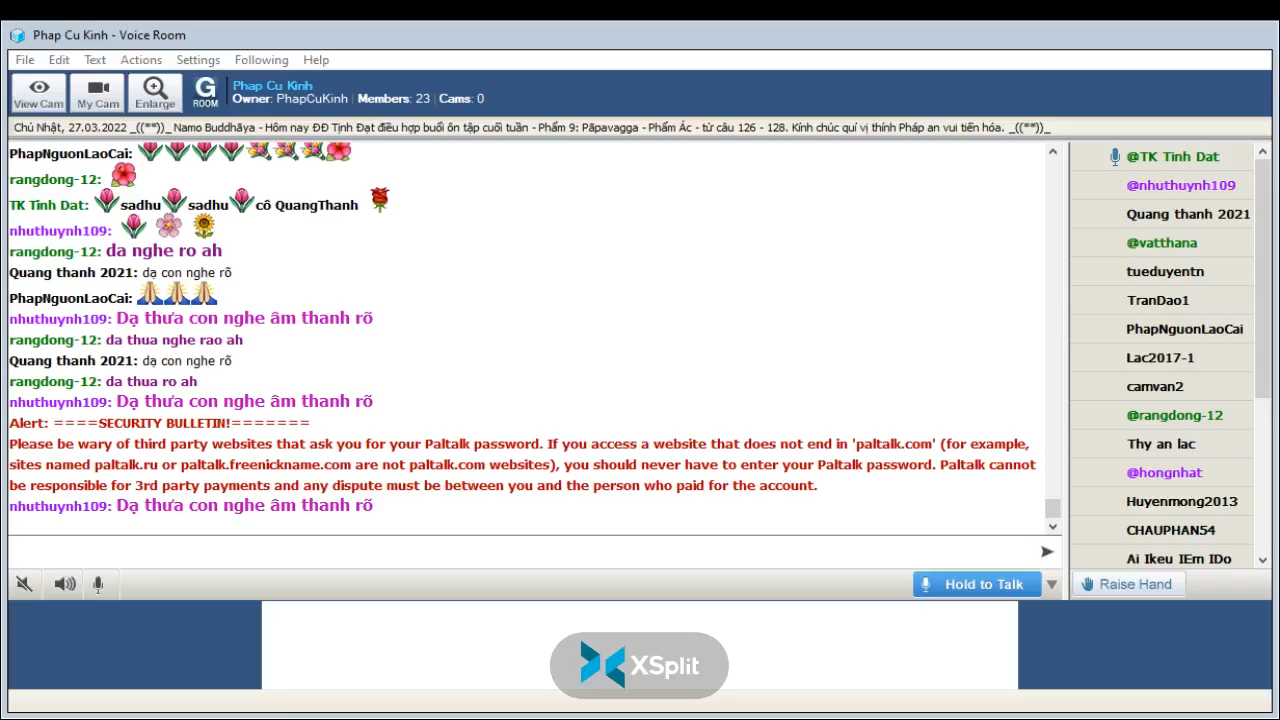 Phap Cu Kinh - Voice Room
File Edit Text Actions Settings Following Help
View Cam My Cam Enlarge G ROOM
Phap Cu Kinh
Owner: PhapCuKinh | Members: 23 | Cams: 0
Chủ Nhật, 27.03.2022 _((**))_ Namo Buddhāya - Hôm nay ĐĐ Tịnh Đạt điều hợp buổi ôn tập cuối tuần - Phẩm 9: Pāpavagga - Phẩm Ác - từ câu 126 - 128. Kính chúc quí vị thính Pháp an vui tiến hóa. _((**))_
PhapNguonLaoCai:
rangdong-12:
TK Tinh Dat: sadhu sadhu cô QuangThanh
nhuthuynh109:
rangdong-12: da nghe ro ah
Quang thanh 2021: dạ con nghe rõ
PhapNguonLaoCai:
nhuthuynh109: Dạ thưa con nghe âm thanh rõ
rangdong-12: da thua nghe rao ah
Quang thanh 2021: dạ con nghe rõ
rangdong-12: da thua ro ah
nhuthuynh109: Dạ thưa con nghe âm thanh rõ
Alert: ====SECURITY BULLETIN!=======
Please be wary of third party websites that ask you for your Paltalk password. If you access a website that does not end in 'paltalk.com' (for example,
sites named paltalk.ru or paltalk.freenickname.com are not paltalk.com websites), you should never have to enter your Paltalk password. Paltalk cannot
be responsible for 3rd party payments and any dispute must be between you and the person who paid for the account.
nhuthuynh109: Dạ thưa con nghe âm thanh rõ
@TK Tinh Dat
@nhuthuynh109
Quang thanh 2021
@vatthana
tueduyentn
TranDao1
PhapNguonLaoCai
Lac2017-1
camvan2
@rangdong-12
Thy an lac
@hongnhat
Huyenmong2013
CHAUPHAN54
Ai Ikeu IEm IDo
Hold to Talk
Raise Hand
XSplit